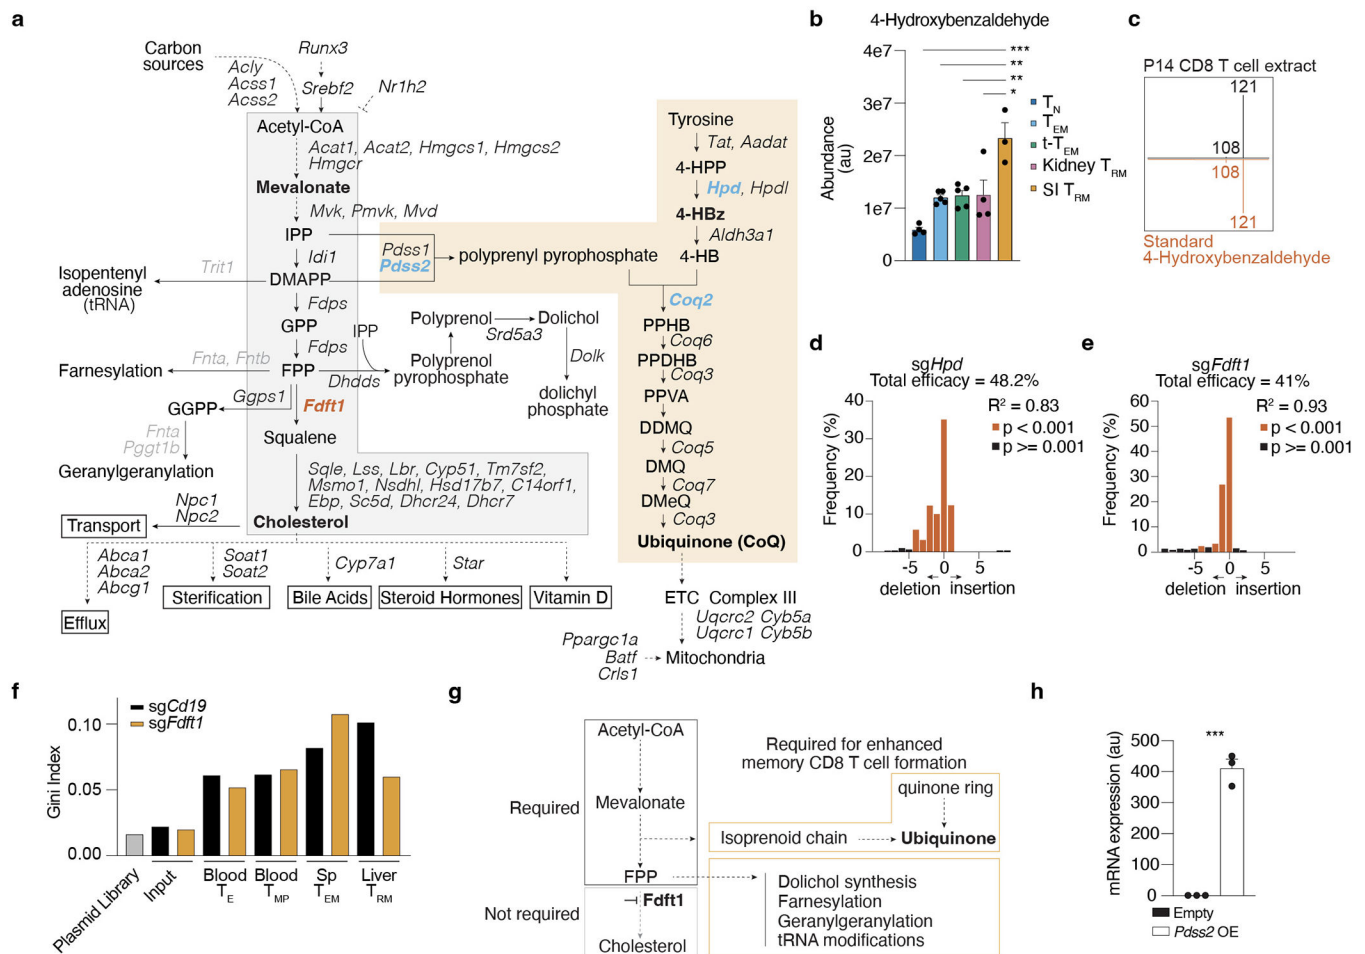 a
Carbon
sources
Acly
Acss1
Acss2
Runx3
Srebf2
Nr1h2
Acetyl-CoA
Acat1, Acat2, Hmgcs1, Hmgcs2
Hmgcr
Mevalonate
Mvk, Pmvk, Mvd
IPP
Idi1
DMAPP
Trit1
Isopentenyl
adenosine
(tRNA)
Fdps
GPP
Fdps
FPP
Fnta, Fntb
Farnesylation
Ggps1
GGPP
Fnta
Pggt1b
Geranylgeranylation
Fdft1
Squalene
Sqle, Lss, Lbr, Cyp51, Tm7sf2,
Msmo1, Nsdhl, Hsd17b7, C14orf1,
Ebp, Sc5d, Dhcr24, Dhcr7
Cholesterol
Npc1
Npc2
Transport
Abca1
Abca2
Abcg1
Efflux
Soat1
Soat2
Sterification
Cyp7a1
Bile Acids
Star
Steroid Hormones
Vitamin D
IPP
Dhdds
Polyprenol
pyrophosphate
Polyprenol
Srd5a3
Dolichol
Dolk
dolichyl
phosphate
Pdss1
Pdss2
polyprenyl pyrophosphate
Tyrosine
Tat, Aadat
4-HPP
Hpd, Hpdl
4-HBz
Aldh3a1
4-HB
Coq2
PPHB
Coq6
PPDHB
Coq3
PPVA
DDMQ
Coq5
DMQ
Coq7
DMeQ
Coq3
Ubiquinone (CoQ)
ETC Complex III
Uqcrc2 Cyb5a
Uqcrc1 Cyb5b
Ppargc1a
Batf
Crls1
Mitochondria
b
4-Hydroxybenzaldehyde
***
**
**
*
4e7
3e7
2e7
1e7
0
Abundance
(au)
TN
TEM
t-TEM
Kidney TRM
SI TRM
c
P14 CD8 T cell extract
121
108
108
121
Standard
4-Hydroxybenzaldehyde
d
sgHpd
Total efficacy = 48.2%
R² = 0.83
p < 0.001
p >= 0.001
Frequency (%)
40
30
20
10
0
-5 0 5
deletion insertion
e
sgFdft1
Total efficacy = 41%
R² = 0.93
p < 0.001
p >= 0.001
Frequency (%)
60
50
40
30
20
10
0
-5 0 5
deletion insertion
f
sgCd19
sgFdft1
Gini Index
0.10
0.05
0.00
Plasmid Library
Input
Blood
TE
Blood
TMP
Sp
TEM
Liver
TRM
g
Acetyl-CoA
Required
Mevalonate
FPP
Not required
Fdft1
Cholesterol
Required for enhanced
memory CD8 T cell formation
quinone ring
Isoprenoid chain
Ubiquinone
Dolichol synthesis
Farnesylation
Geranylgeranylation
tRNA modifications
h
***
mRNA expression (au)
500
400
300
200
100
0
Empty
Pdss2 OE